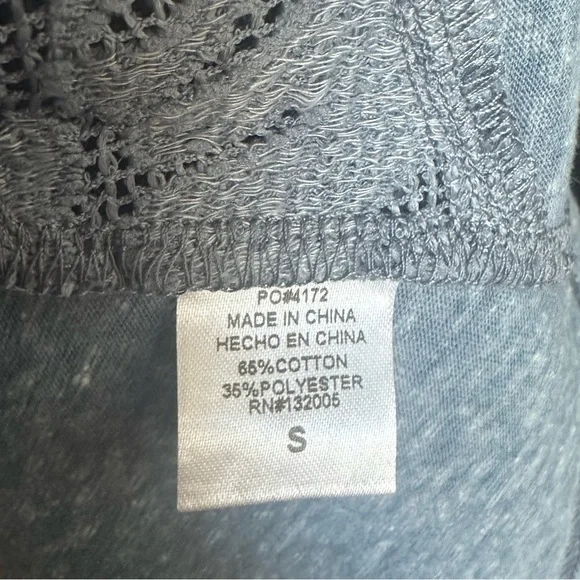 PO#4172
MADE IN CHINA
HECHO EN CHINA
65%COTTON
35%POLYESTER
RN#132005
S